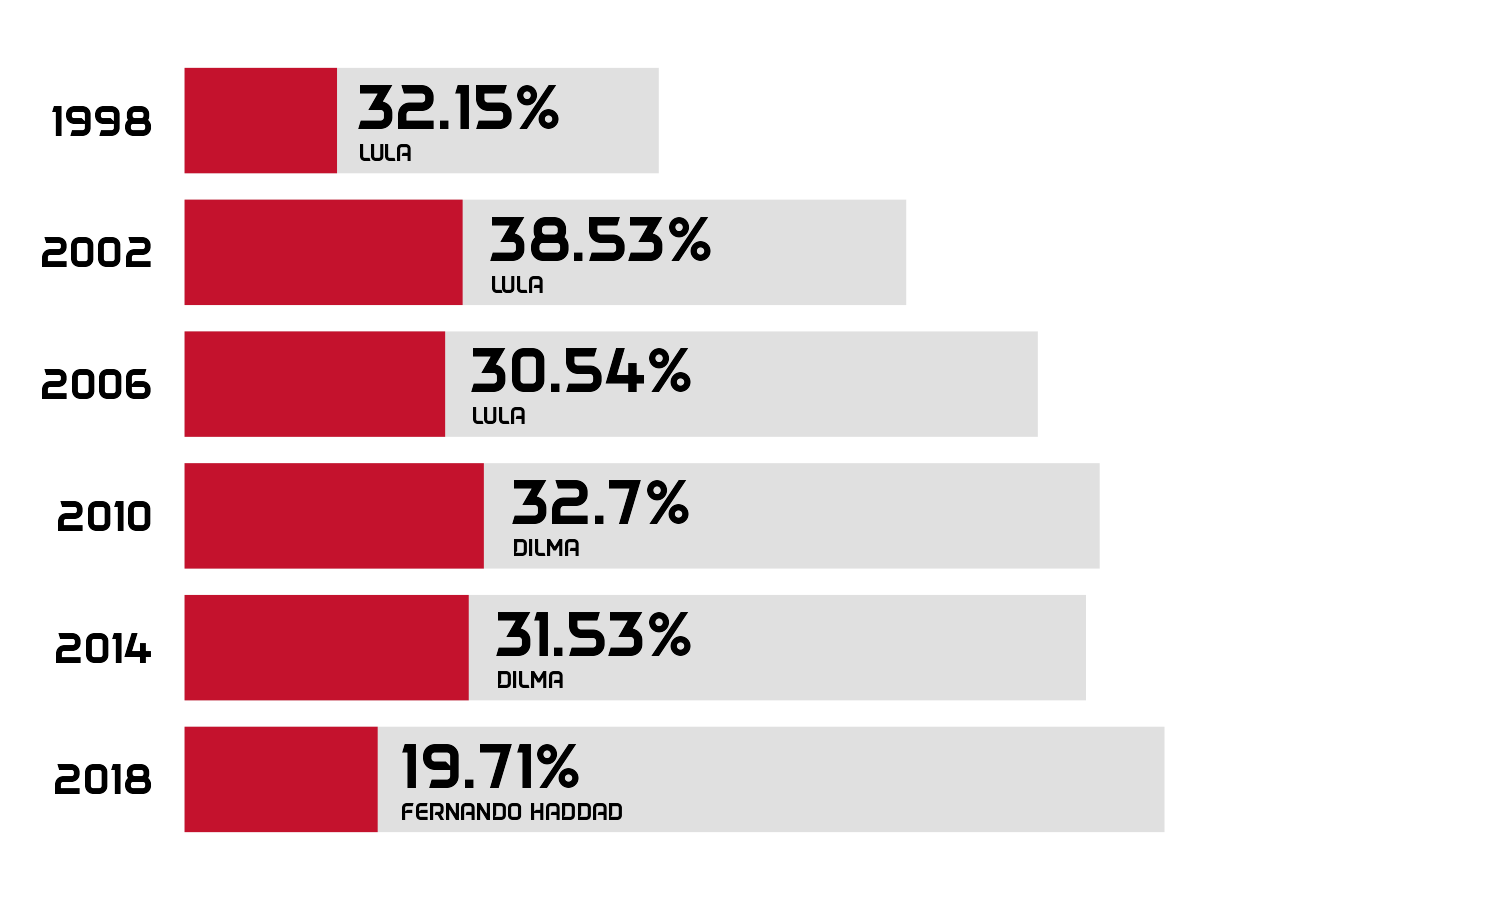 1998
32.15%
LULA
2002
38.53%
LULA
2006
30.54%
LULA
2010
32.7%
DILMA
2014
31.53%
DILMA
2018
19.71%
FERNANDO HADDAD